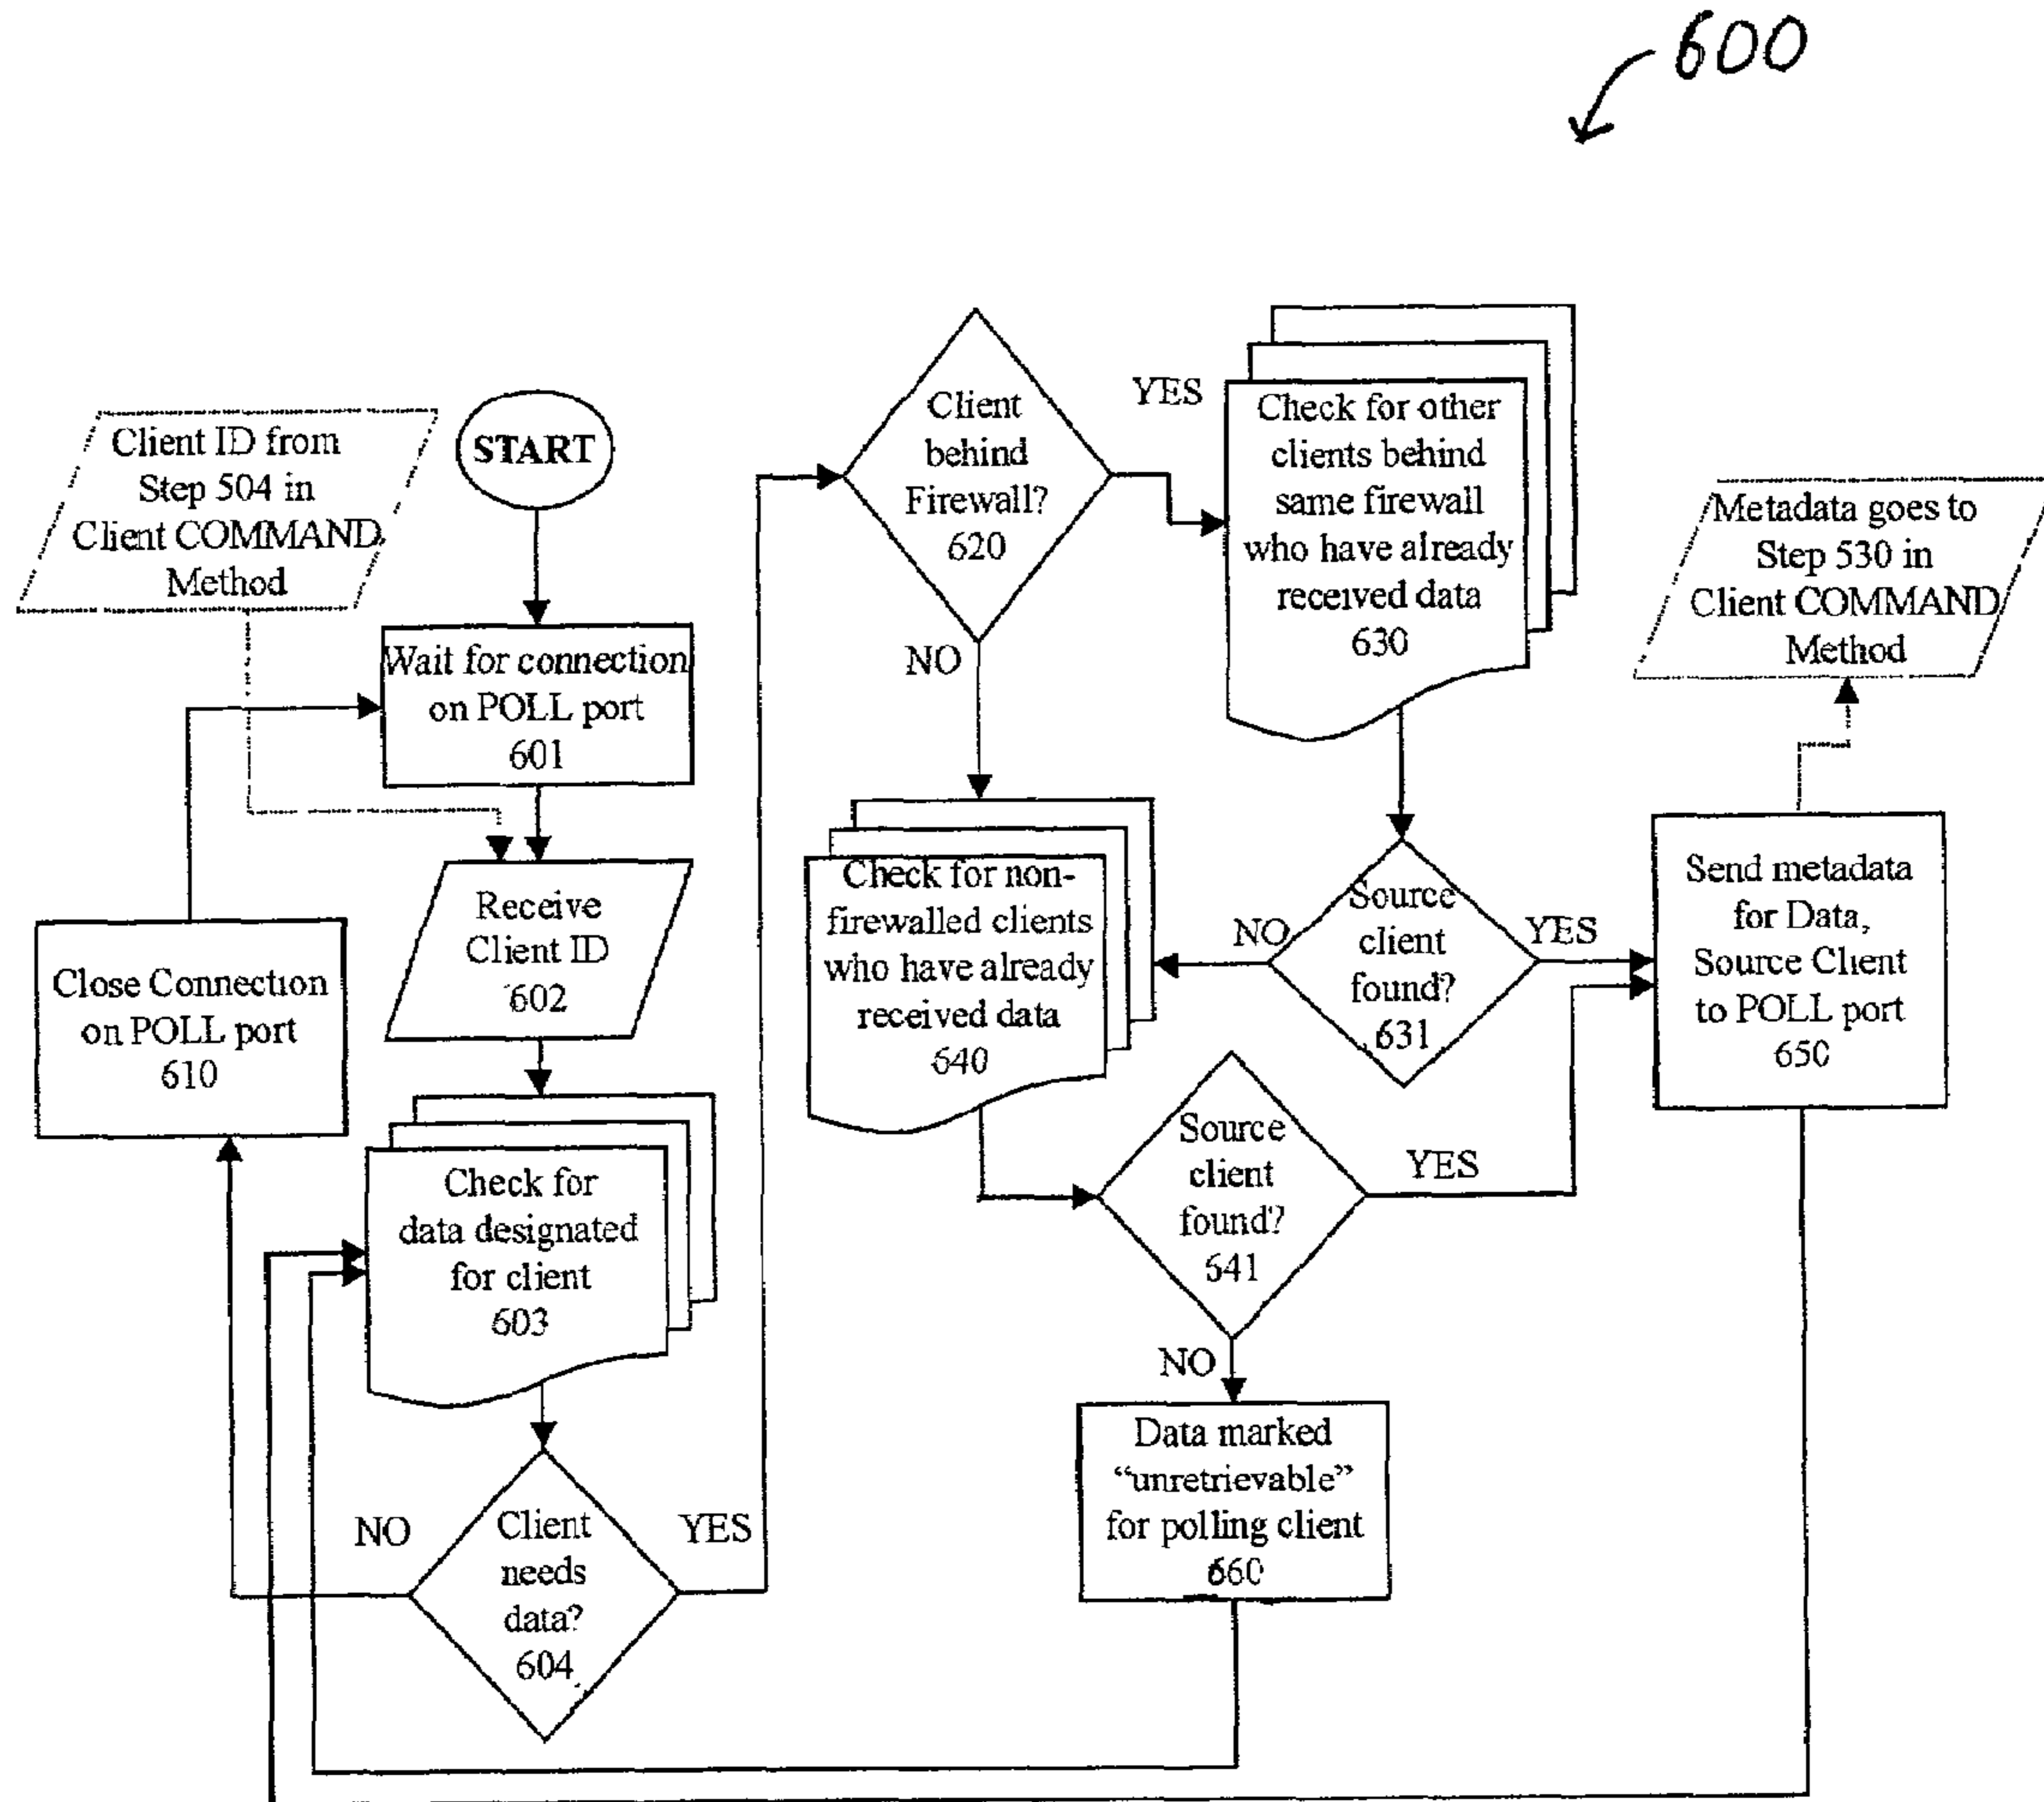 600
Client ID from
Step 504 in
Client COMMAND
Method
START
Wait for connection
on POLL port
601
Receive
Client ID
602
Close Connection
on POLL port
610
Check for
data designated
for client
603
NO
Client
needs
data?
604
YES
Client
behind
Firewall?
620
YES
NO
Check for other
clients behind
same firewall
who have already
received data
630
Metadata goes to
Step 530 in
Client COMMAND
Method
Check for non-
firewalled clients
who have already
received data
640
NO
Source
client
found?
631
YES
Send metadata
for Data,
Source Client
to POLL port
650
Source
client
found?
641
YES
NO
Data marked
“unretrievable”
for polling client
660